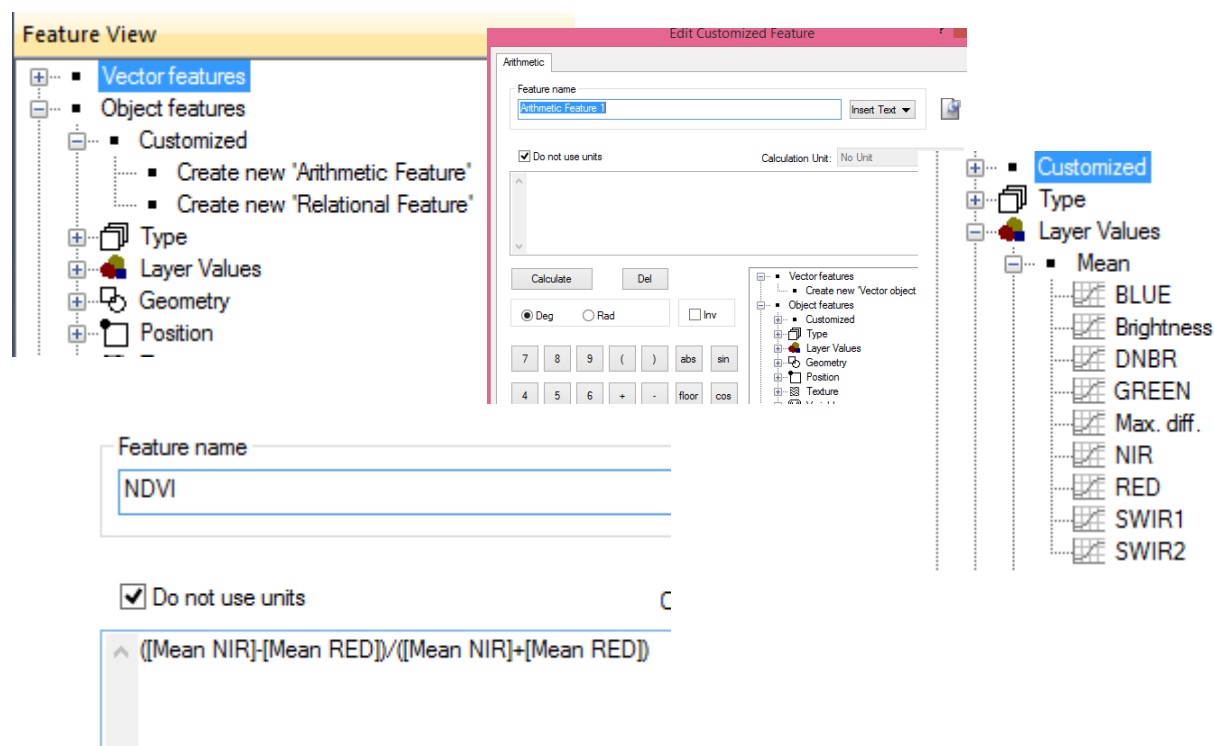 Feature View
Vector features
Object features
Customized
Create new 'Arithmetic Feature'
Create new 'Relational Feature'
Type
Layer Values
Geometry
Position
Edit Customized Feature
?
Arithmetic
Feature name
Arithmetic Feature 1
Insert Text
Do not use units
Calculation Unit: No Unit
Calculate
Del
Deg
Rad
Inv
7 8 9 ( ) abs sin
4 5 6 + - floor cos
Vector features
Create new 'Vector object
Object features
Customized
Type
Layer Values
Geometry
Position
Texture
Customized
Type
Layer Values
Mean
BLUE
Brightness
DNBR
GREEN
Max. diff.
NIR
RED
SWIR1
SWIR2
Feature name
NDVI
Do not use units
([Mean NIR]-[Mean RED])/([Mean NIR]+[Mean RED])